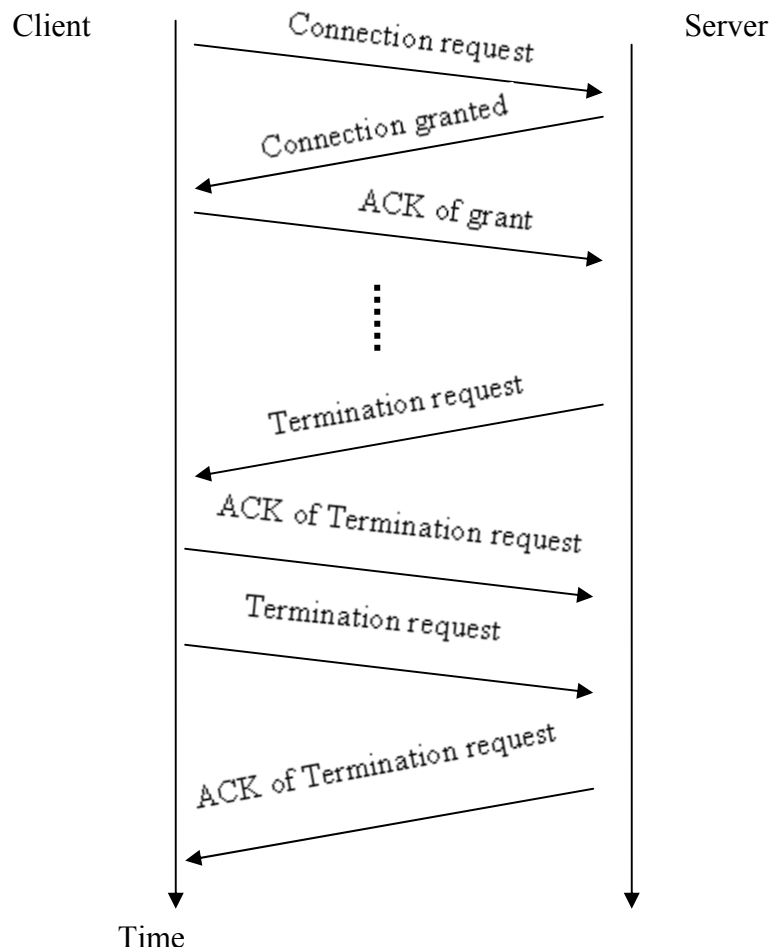 Client
Server
Connection request
Connection granted
ACK of grant
Termination request
ACK of Termination request
Termination request
ACK of Termination request
Time